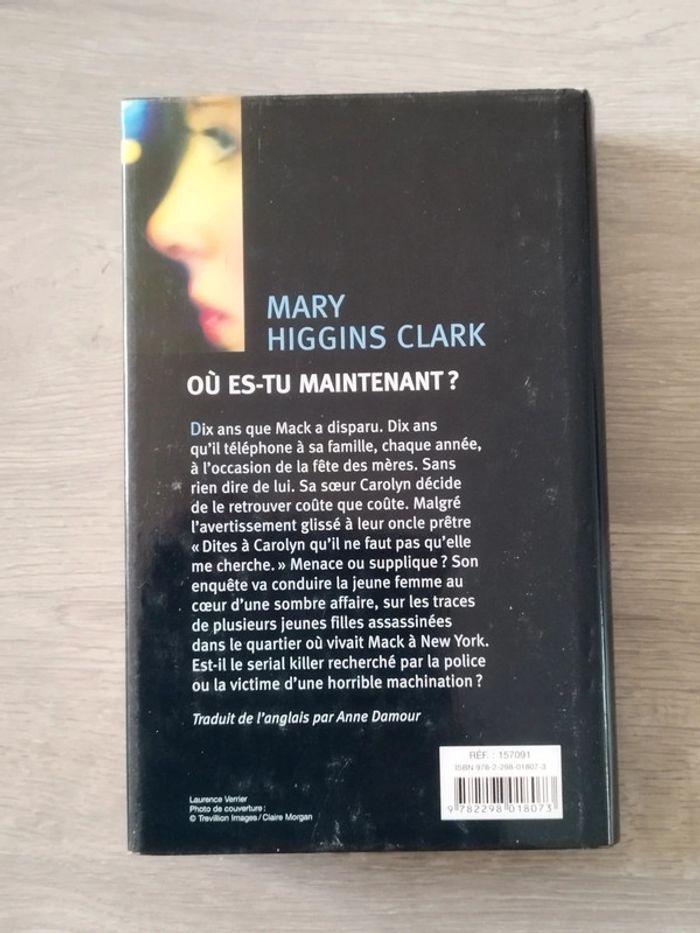 MARY
HIGGINS CLARK
OÙ ES-TU MAINTENANT ?
Dix ans que Mack a disparu. Dix ans
qu'il téléphone à sa famille, chaque année,
à l'occasion de la fête des mères. Sans
rien dire de lui. Sa sœur Carolyn décide
de le retrouver coûte que coûte. Malgré
l'avertissement glissé à leur oncle prêtre
« Dites à Carolyn qu'il ne faut pas qu'elle
me cherche. » Menace ou supplique ? Son
enquête va conduire la jeune femme au
cœur d'une sombre affaire, sur les traces
de plusieurs jeunes filles assassinées
dans le quartier où vivait Mack à New York.
Est-il le serial killer recherché par la police
ou la victime d'une horrible machination ?
Traduit de l'anglais par Anne Damour
RÉF. : 157091
ISBN 978-2-298-01807-3
9 782298 018073
Laurence Verrier
Photo de couverture :
© Trevillion Images / Claire Morgan